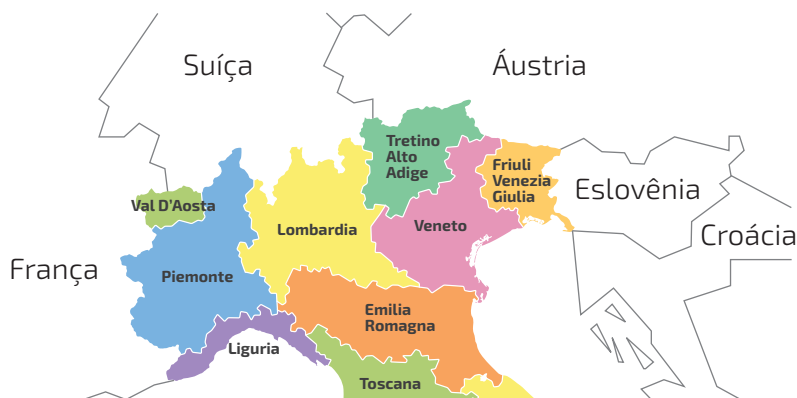 Suíça
Áustria
Tretino
Alto
Adige
Friuli
Venezia
Giulia
Eslovênia
Val D'Aosta
Lombardia
Veneto
Croácia
França
Piemonte
Emilia
Romagna
Liguria
Toscana